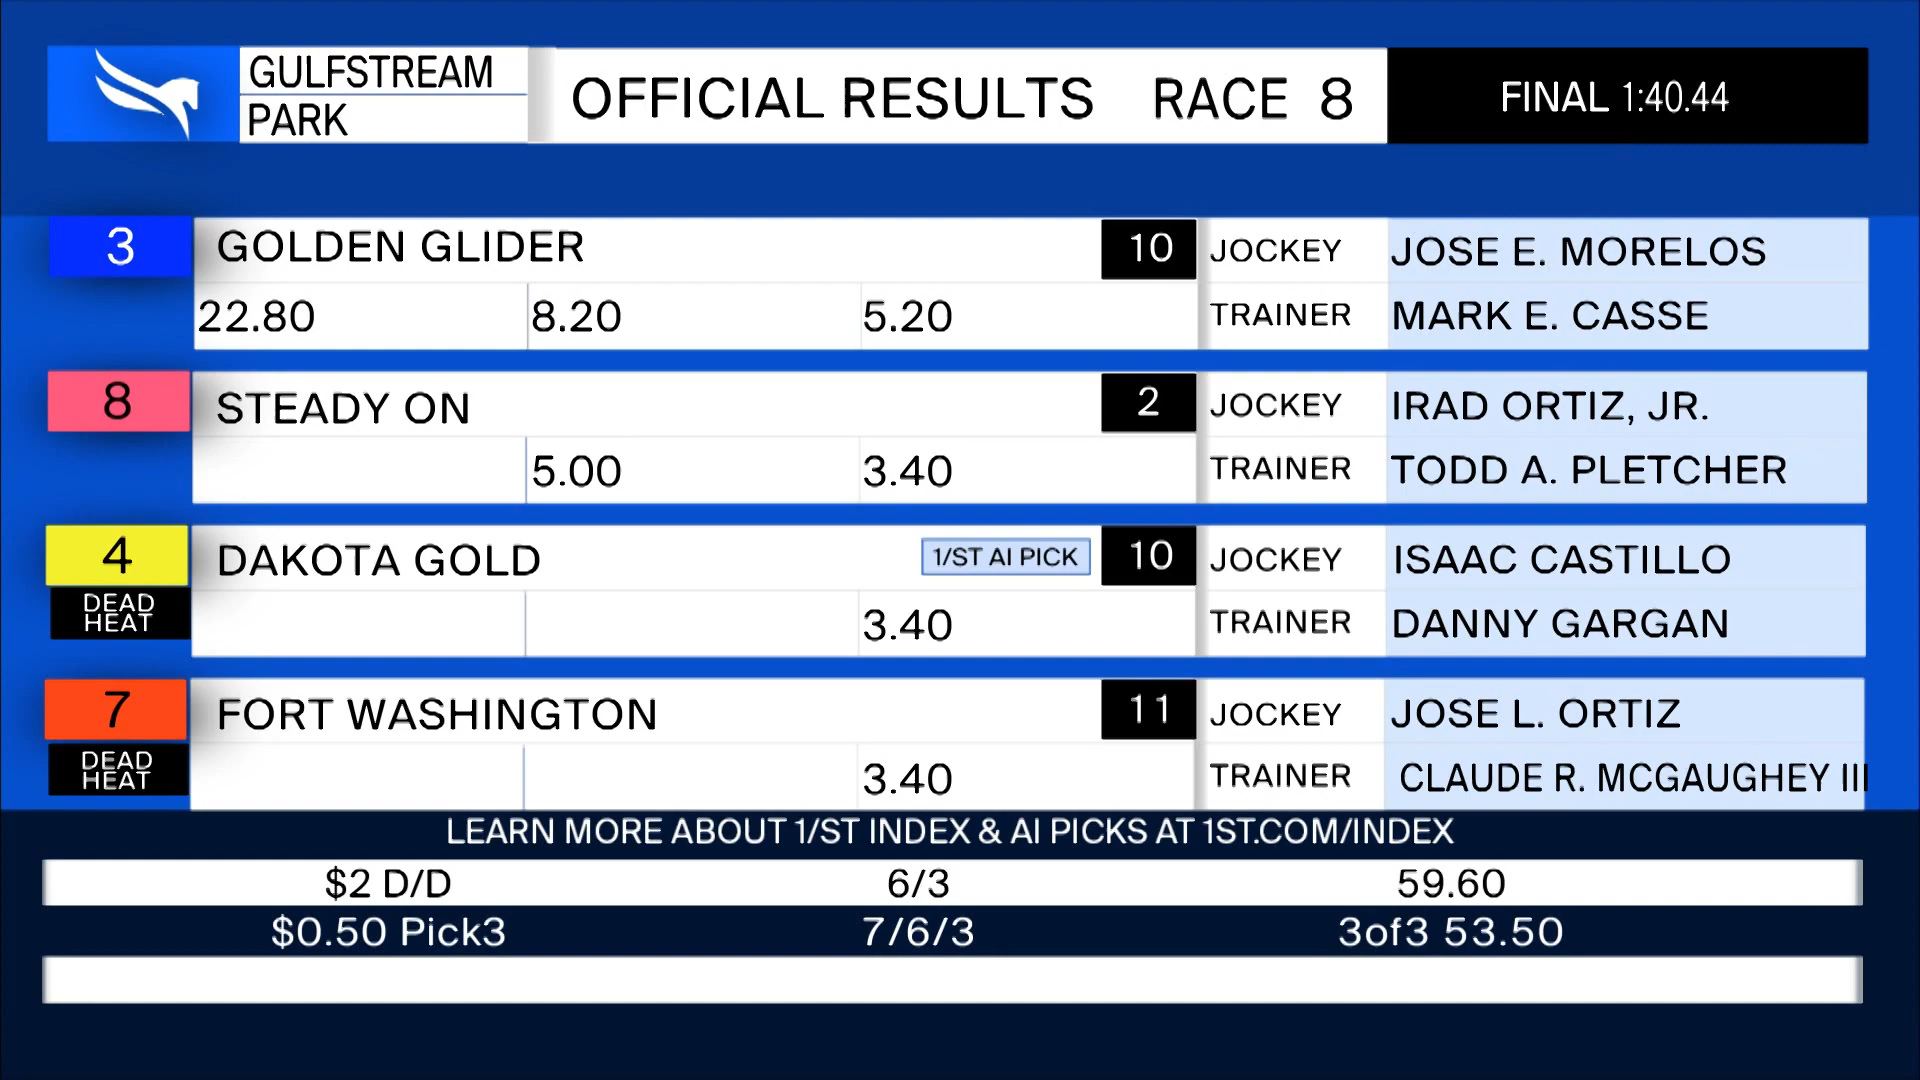 GULFSTREAM
PARK
OFFICIAL RESULTS RACE 8
FINAL 1:40.44
3 GOLDEN GLIDER 10 JOCKEY JOSE E. MORELOS
22.80 8.20 5.20 TRAINER MARK E. CASSE
8 STEADY ON 2 JOCKEY IRAD ORTIZ, JR.
5.00 3.40 TRAINER TODD A. PLETCHER
4 DAKOTA GOLD 1/ST AI PICK 10 JOCKEY ISAAC CASTILLO
DEAD
HEAT
3.40 TRAINER DANNY GARGAN
7 FORT WASHINGTON 11 JOCKEY JOSE L. ORTIZ
DEAD
HEAT
3.40 TRAINER CLAUDE R. MCGAUGHEY III
LEARN MORE ABOUT 1/ST INDEX & AI PICKS AT 1ST.COM/INDEX
$2 D/D 6/3 59.60
$0.50 Pick3 7/6/3 3of3 53.50